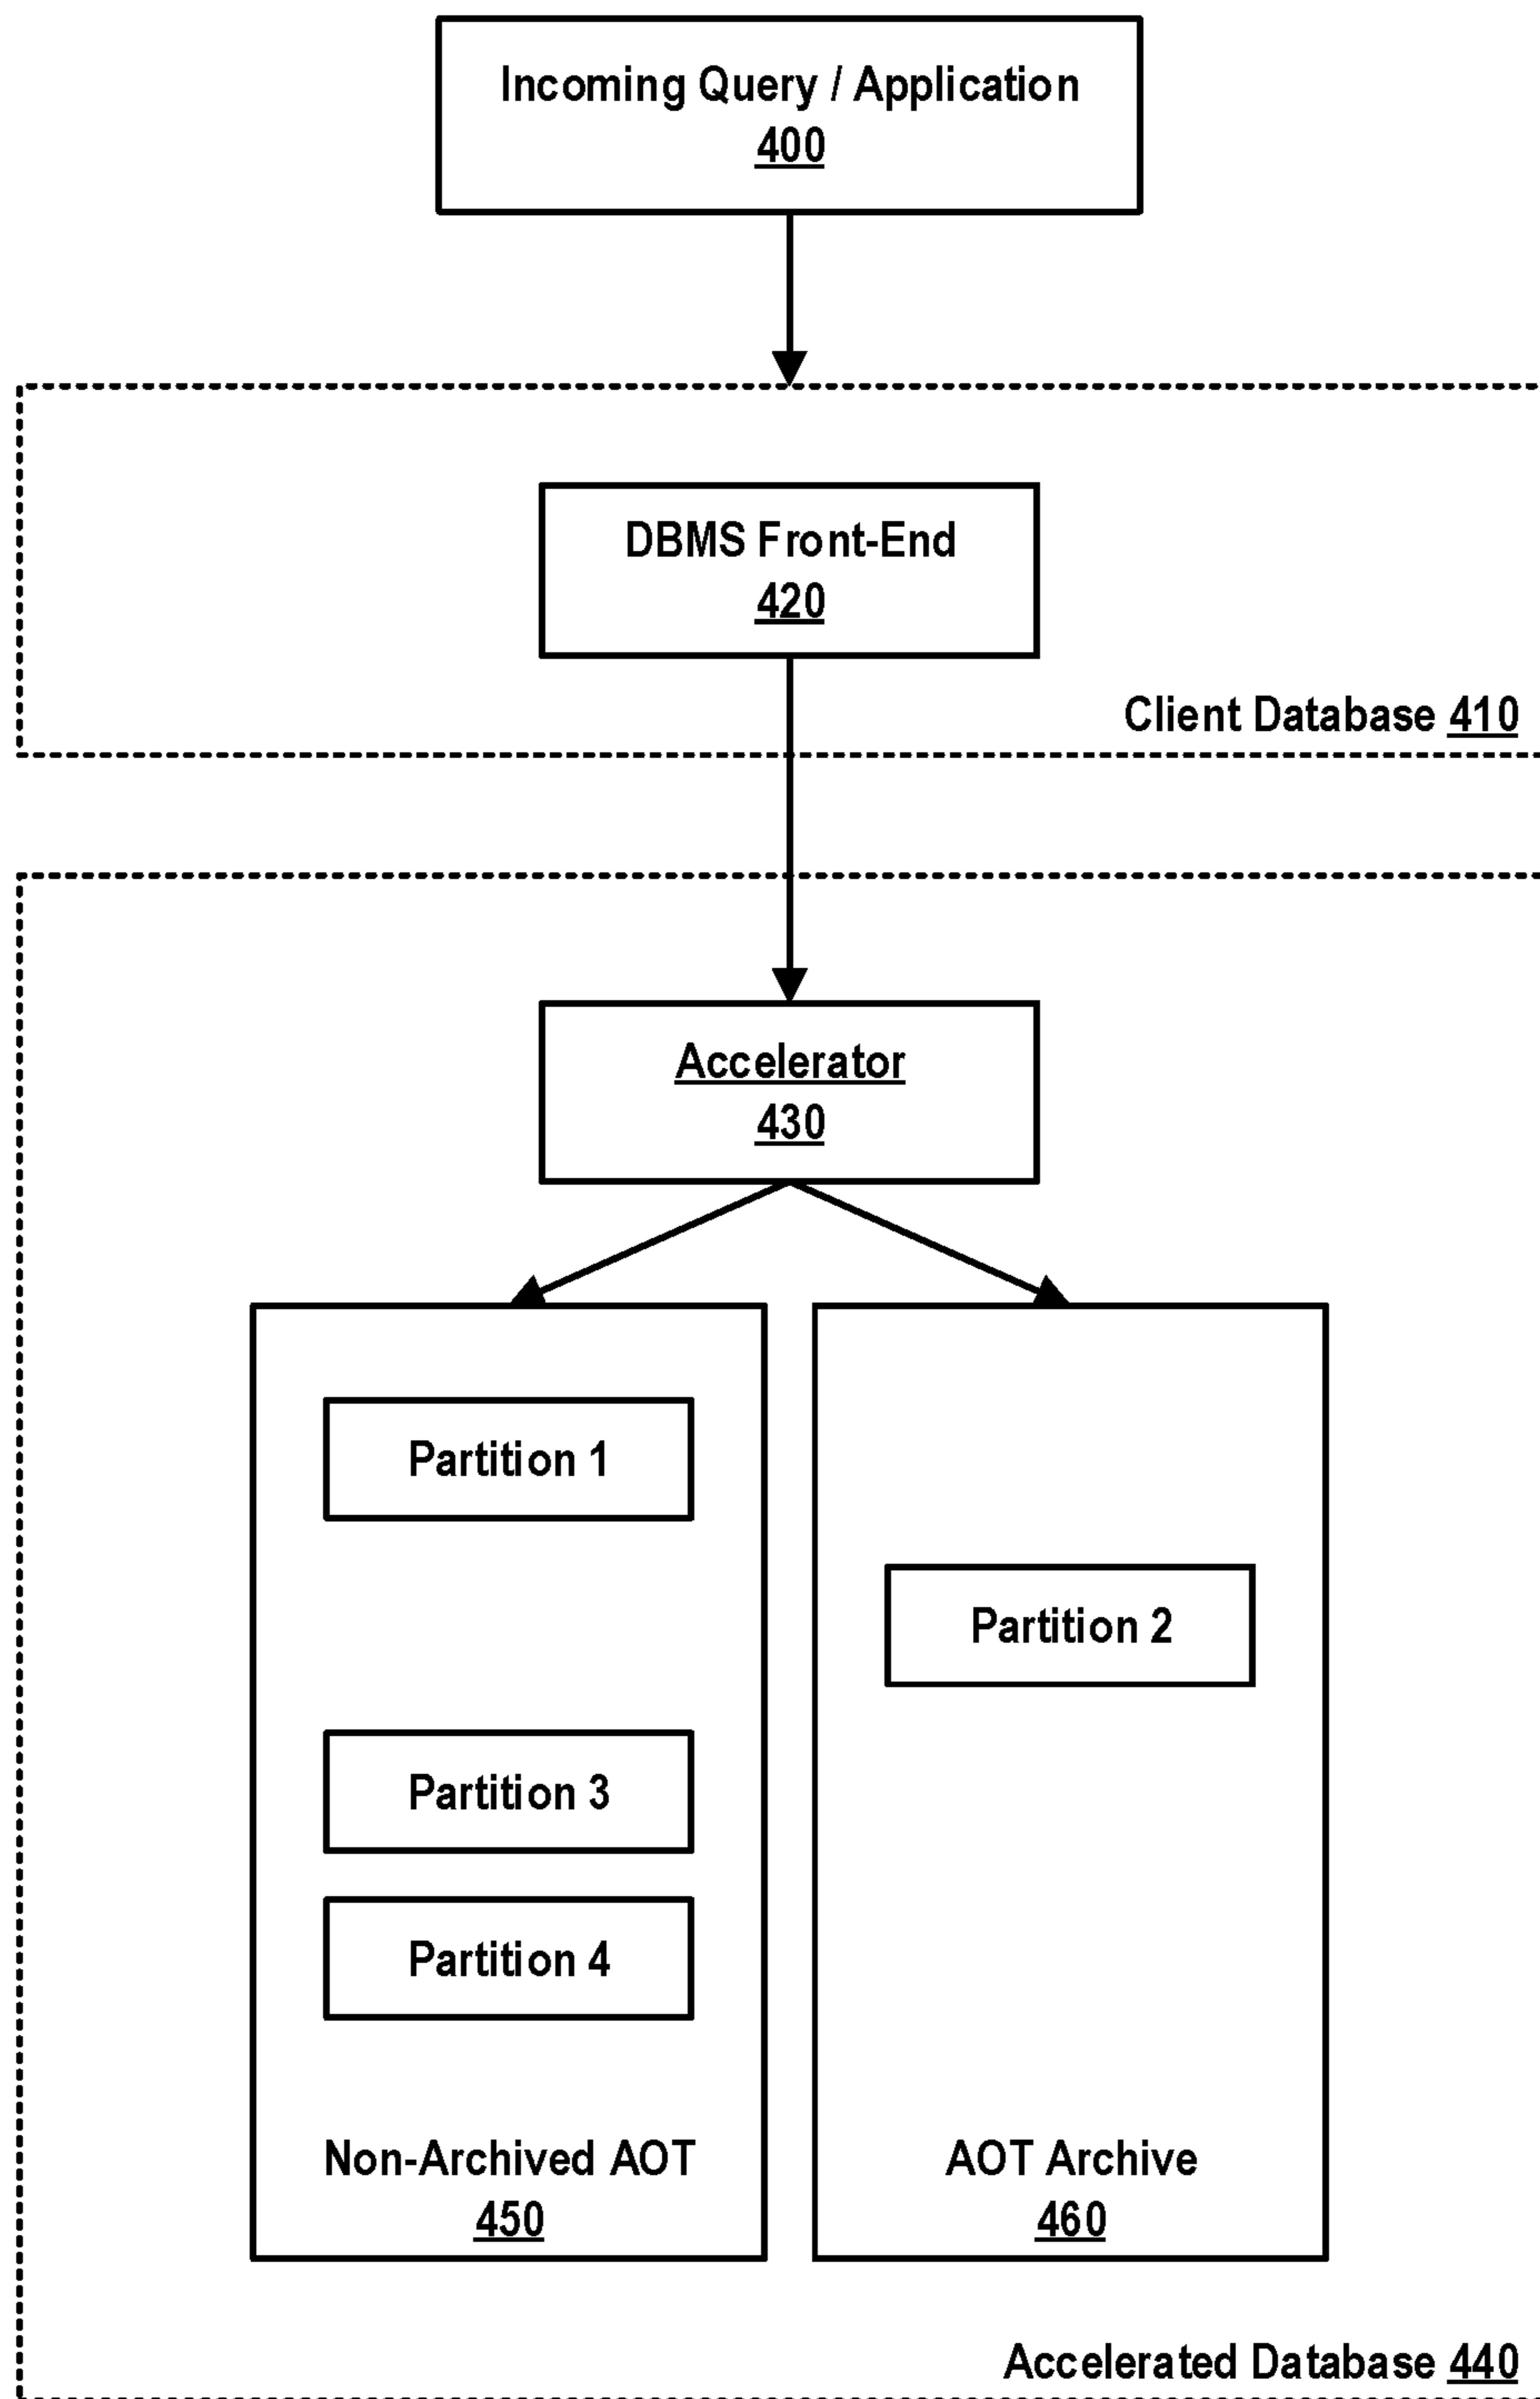 Incoming Query / Application
400
DBMS Front-End
420
Client Database 410
Accelerator
430
Partition 1
Partition 2
Partition 3
Partition 4
Non-Archived AOT
450
AOT Archive
460
Accelerated Database 440